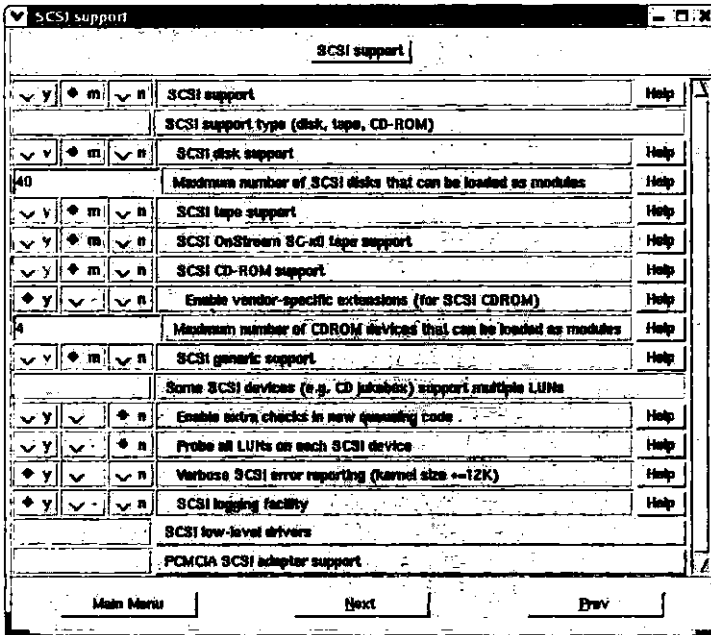 SCSI support
SCSI support
y m n SCSI support Help
SCSI support type (disk, tape, CD-ROM)
y m n SCSI disk support Help
40 Maximum number of SCSI disks that can be loaded as modules Help
y m n SCSI tape support Help
y m n SCSI OnStream SC-x0 tape support Help
y m n SCSI CD-ROM support Help
y - n Enable vendor-specific extensions (for SCSI CDROM) Help
4 Maximum number of CDROM devices that can be loaded as modules Help
y m n SCSI generic support Help
Some SCSI devices (e.g. CD jukebox) support multiple LUNs
y - n Enable extra checks in new queueing code Help
y - n Probe all LUNs on each SCSI device Help
y - n Verbose SCSI error reporting (kernel size +=12K) Help
y - n SCSI logging facility Help
SCSI low-level drivers
PCMCIA SCSI adapter support
Main Menu Next Prev